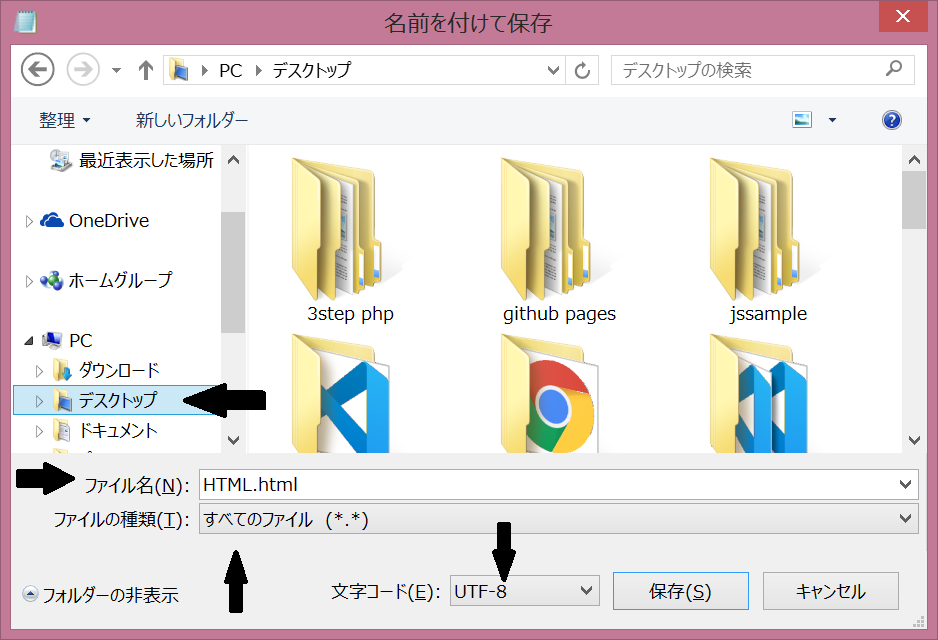 名前を付けて保存
PC デスクトップ
デスクトップの検索
整理 新しいフォルダー
最近表示した場所
OneDrive
ホームグループ
PC
ダウンロード
デスクトップ
ドキュメント
3step php
github pages
jssample
ファイル名(N): HTML.html
ファイルの種類(T): すべてのファイル (*.*)
フォルダーの非表示
文字コード(E): UTF-8
保存(S)
キャンセル